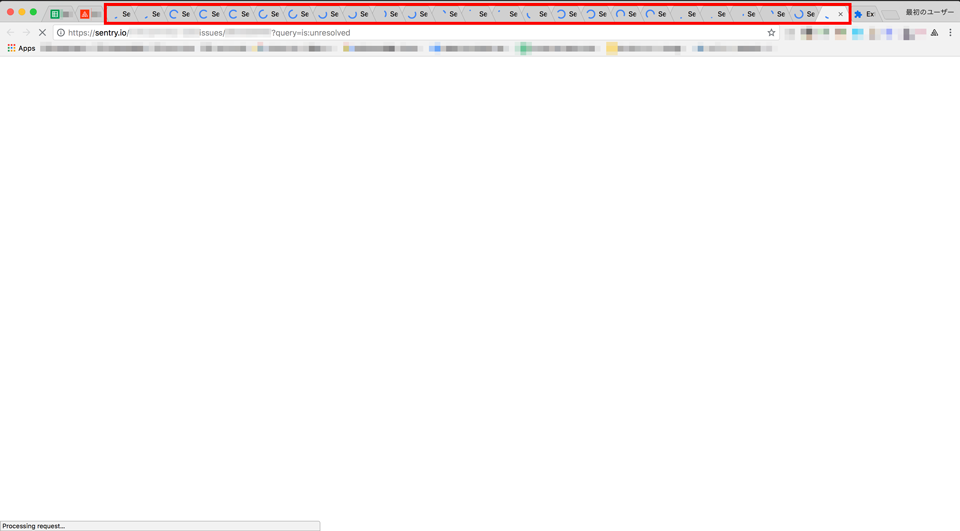 Se Se Se Se Se Se Se Se Se Se Se Se Se Se Se Se Se Se Se Se Se Se Se Se Ex 最初のユーザー
https://sentry.io/ issues/ ?query=is:unresolved
Apps
Processing request...